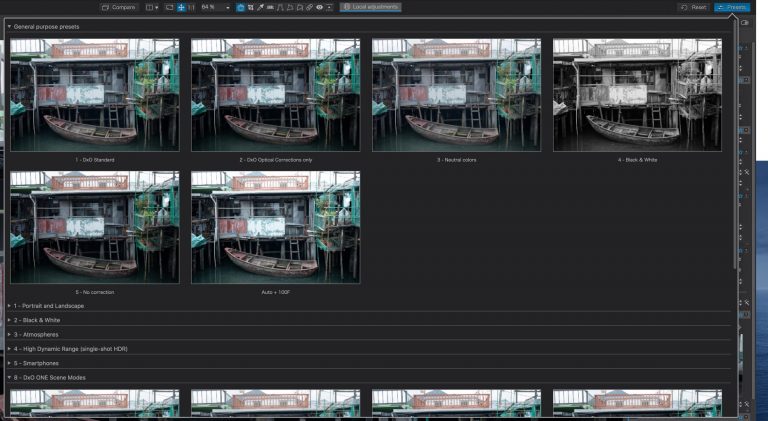 Compare
1:1
64 %
Local adjustments
Reset
Presets
General purpose presets
1 - DxO Standard
2 - DxO Optical Corrections only
3 - Neutral colors
4 - Black & White
5 - No correction
Auto + 100F
1 - Portrait and Landscape
2 - Black & White
3 - Atmospheres
4 - High Dynamic Range (single-shot HDR)
5 - Smartphones
8 - DxO ONE Scene Modes